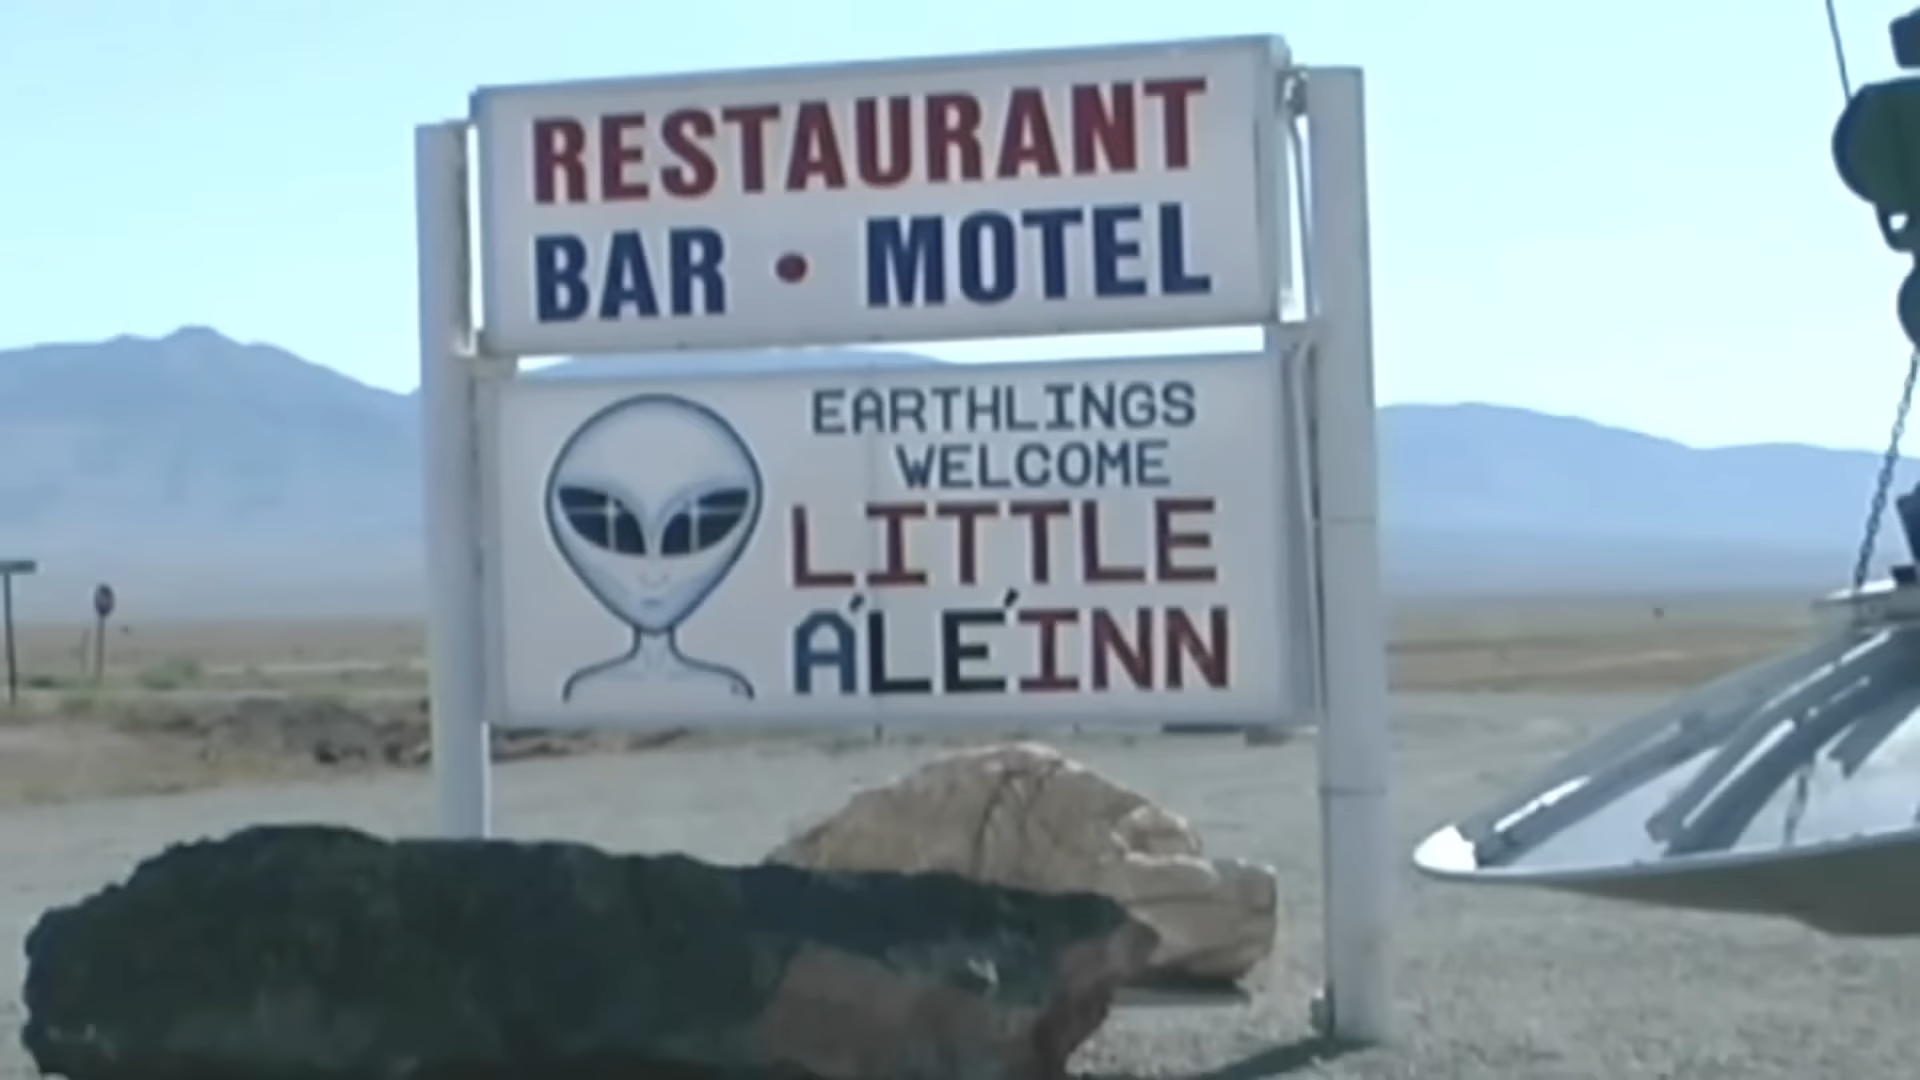 RESTAURANT
BAR • MOTEL
EARTHLINGS
WELCOME
LITTLE
A'LE'INN